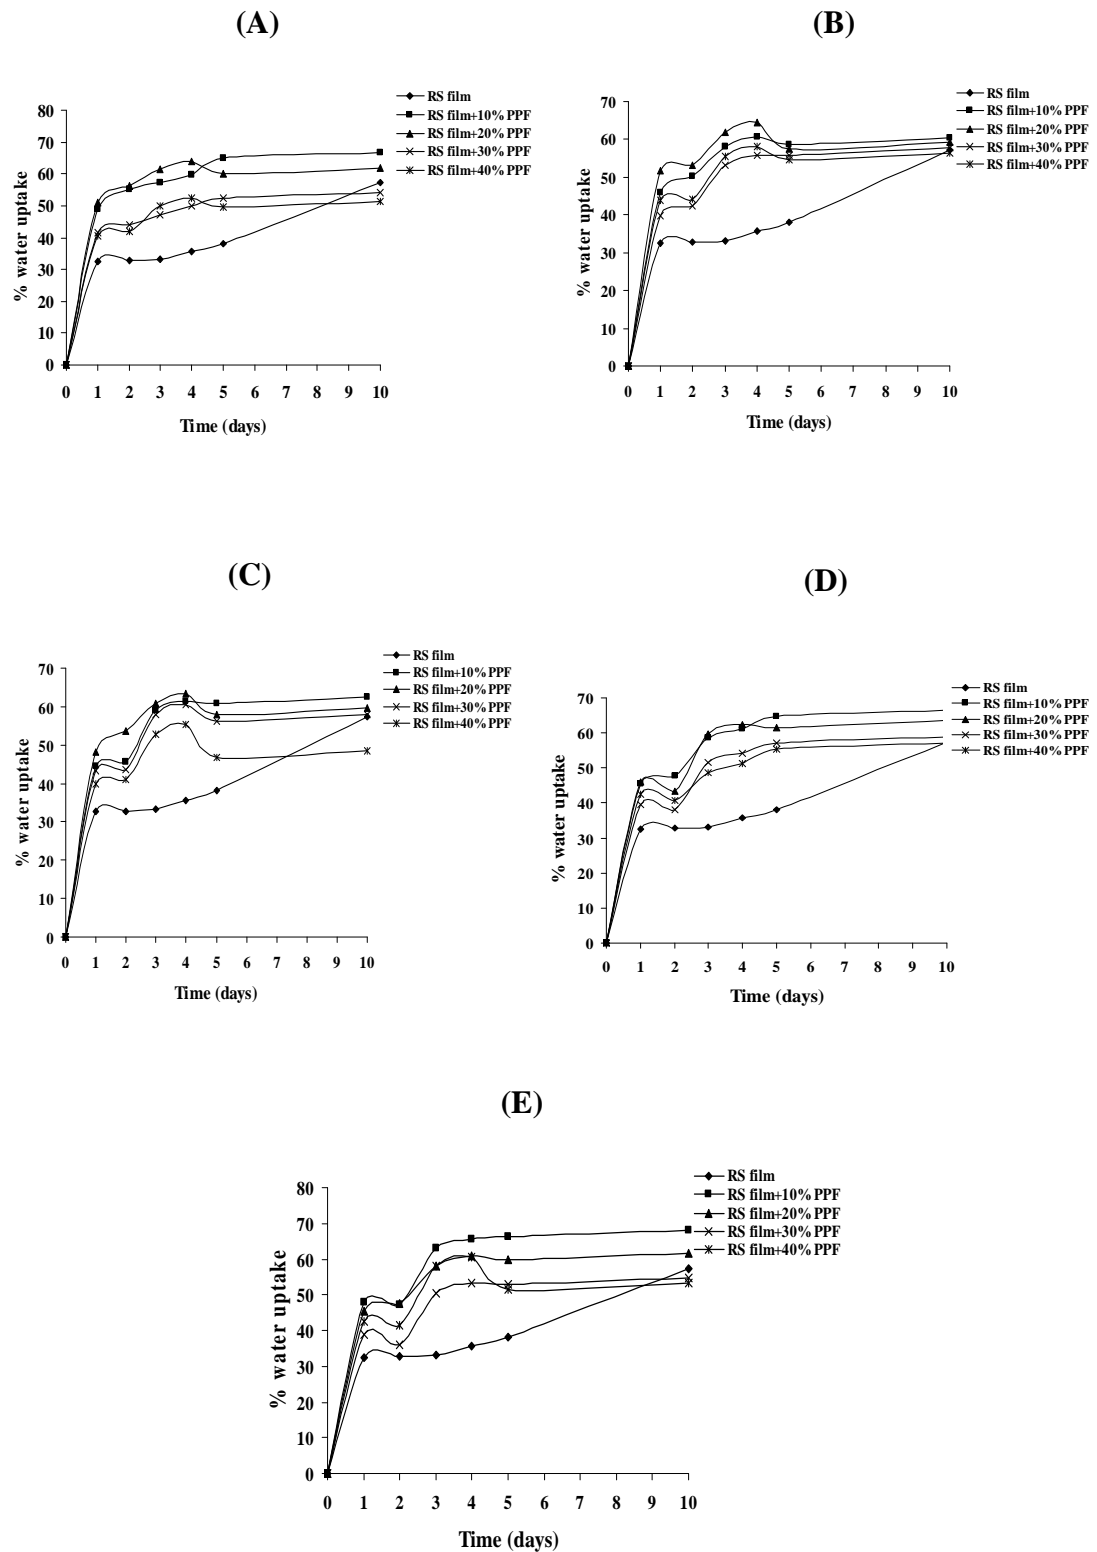 (A)
RS film
RS film+10% PPF
RS film+20% PPF
RS film+30% PPF
RS film+40% PPF
80
70
60
50
40
30
20
10
0
% water uptake
0 1 2 3 4 5 6 7 8 9 10
Time (days)
(B)
RS film
RS film+10% PPF
RS film+20% PPF
RS film+30% PPF
RS film+40% PPF
70
60
50
40
30
20
10
0
% water uptake
0 1 2 3 4 5 6 7 8 9 10
Time (days)
(C)
RS film
RS film+10% PPF
RS film+20% PPF
RS film+30% PPF
RS film+40% PPF
70
60
50
40
30
20
10
0
% water uptake
0 1 2 3 4 5 6 7 8 9 10
Time (days)
(D)
RS film
RS film+10% PPF
RS film+20% PPF
RS film+30% PPF
RS film+40% PPF
70
60
50
40
30
20
10
0
% water uptake
0 1 2 3 4 5 6 7 8 9 10
Time (days)
(E)
RS film
RS film+10% PPF
RS film+20% PPF
RS film+30% PPF
RS film+40% PPF
80
70
60
50
40
30
20
10
0
% water uptake
0 1 2 3 4 5 6 7 8 9 10
Time (days)